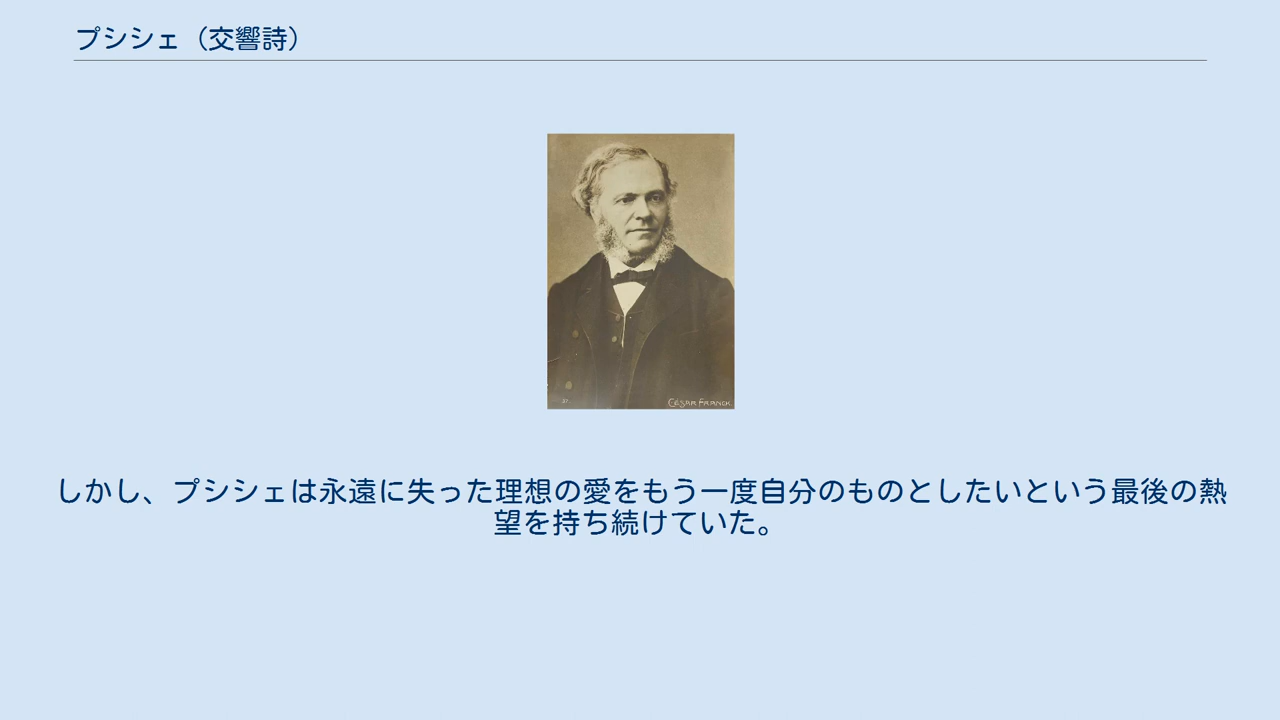 プシシェ（交響詩）
37
CÉSAR FRANCK
しかし、プシシェは永遠に失った理想の愛をもう一度自分のものとしたいという最後の熱
望を持ち続けていた。